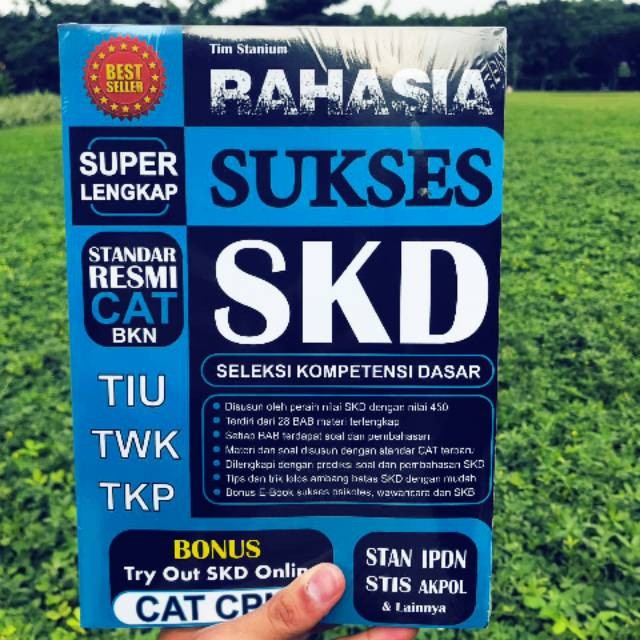 Tim Stanium
BEST
SELLER
RAHASIA
SUKSES
SKD
SELEKSI KOMPETENSI DASAR
SUPER
LENGKAP
STANDAR
RESMI
CAT
BKN
TIU
TWK
TKP
Disusun oleh peraih nilai SKD dengan nilai 450
Terdiri dari 28 BAB materi terlengkap
Setiap BAB terdapat soal dan pembahasan
Materi dan soal disusun dengan standar CAT terbaru
Dilengkapi dengan prediksi soal dan pembahasan SKD
Tips dan trik lolos ambang batas SKD dengan mudah
Bonus E-Book sukses psikotes, wawancara dan SKB
BONUS
Try Out SKD
CAT
STAN IPDN
STIS AKPOL
& Lainnya